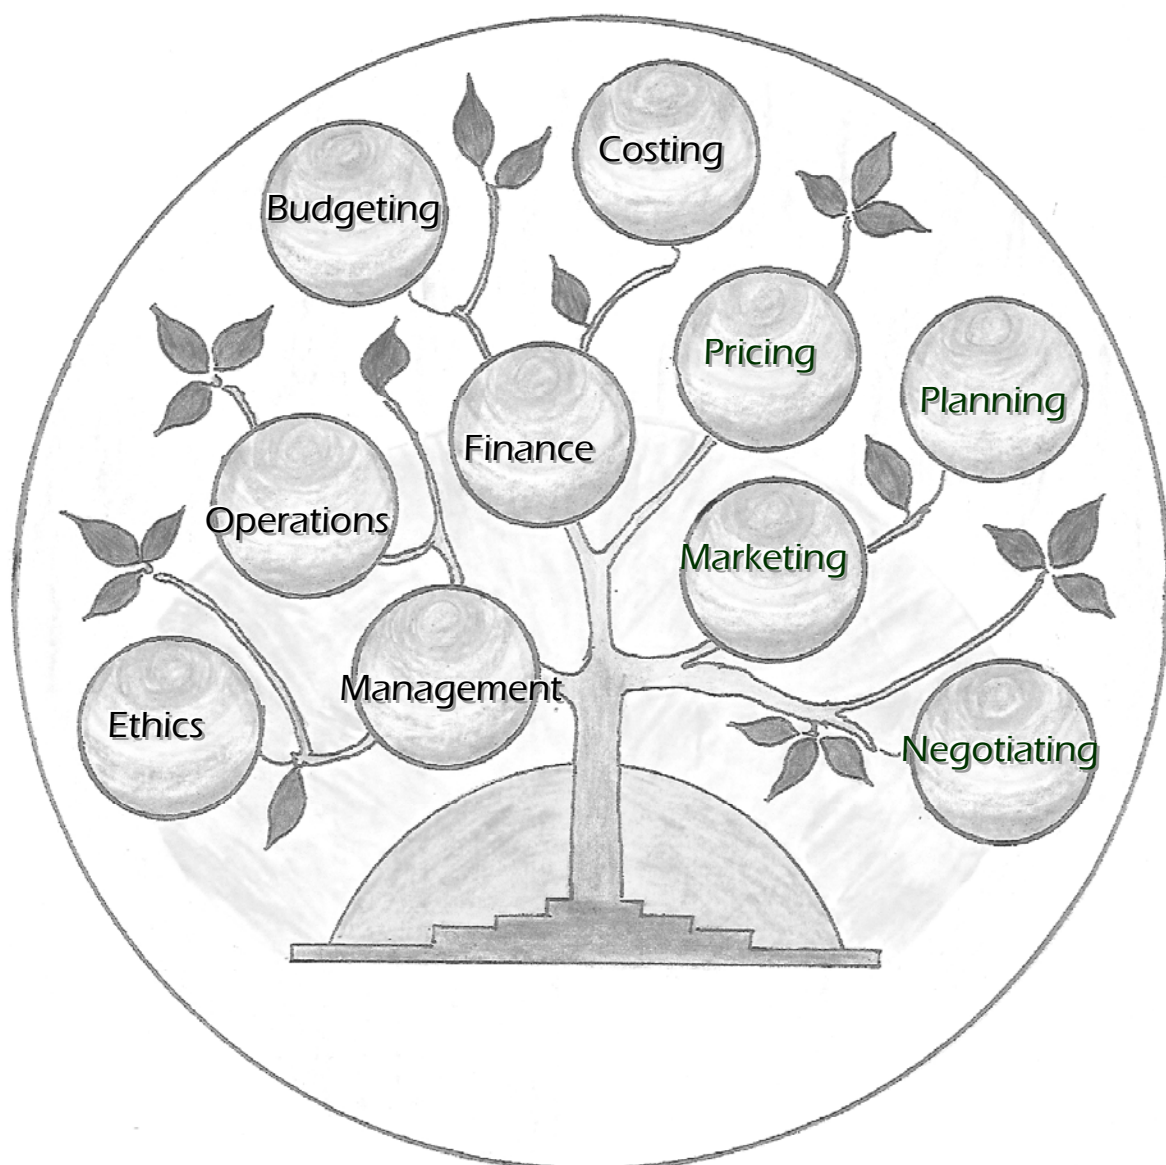 Costing
Budgeting
Pricing
Planning
Finance
Operations
Marketing
Management
Ethics
Negotiating